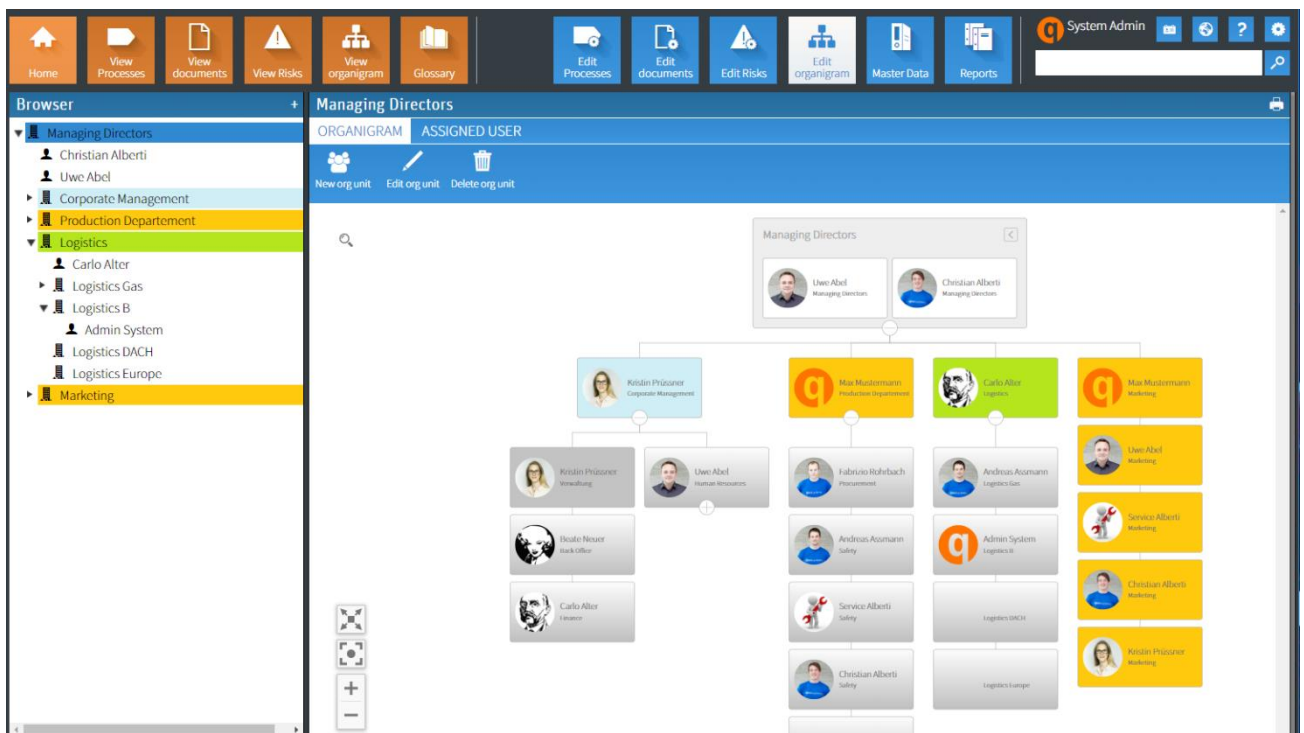 Home
View
Processes
View
documents
View Risks
View
organigram
Glossary
Edit
Processes
Edit
documents
Edit Risks
Edit
organigram
Master Data
Reports
System Admin
?
Browser +
Managing Directors
Christian Alberti
Uwe Abel
Corporate Management
Production Departement
Logistics
Carlo Alter
Logistics Gas
Logistics B
Admin System
Logistics DACH
Logistics Europe
Marketing
Managing Directors
ORGANIGRAM ASSIGNED USER
New org unit Edit org unit Delete org unit
Managing Directors
Uwe Abel
Managing Directors
Christian Alberti
Managing Directors
Kristin Prüssner
Corporate Management
Max Mustermann
Production Departement
Carlo Alter
Logistics
Max Mustermann
Marketing
Kristin Prüssner
Verwaltung
Uwe Abel
Human Resources
Fabrizio Rohrbach
Procurement
Andreas Assmann
Logistics Gas
Uwe Abel
Marketing
Beate Neuer
Back Office
Andreas Assmann
Safety
Admin System
Logistics B
Service Alberti
Marketing
Carlo Alter
Finance
Service Alberti
Safety
Logistics DACH
Christian Alberti
Marketing
Christian Alberti
Safety
Logistics Europe
Kristin Prüssner
Marketing